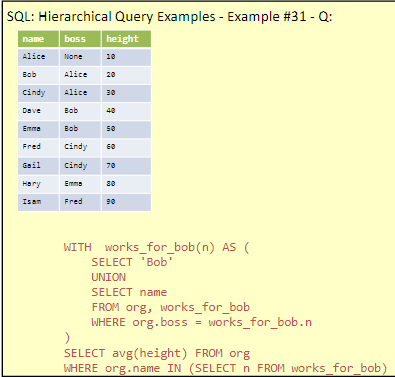 SQL: Hierarchical Query Examples - Example #31 - Q:
name boss height
Alice None 10
Bob Alice 20
Cindy Alice 30
Dave Bob 40
Emma Bob 50
Fred Cindy 60
Gail Cindy 70
Hary Emma 80
Isam Fred 90
WITH works_for_bob(n) AS (
SELECT 'Bob'
UNION
SELECT name
FROM org, works_for_bob
WHERE org.boss = works_for_bob.n
)
SELECT avg(height) FROM org
WHERE org.name IN (SELECT n FROM works_for_bob)